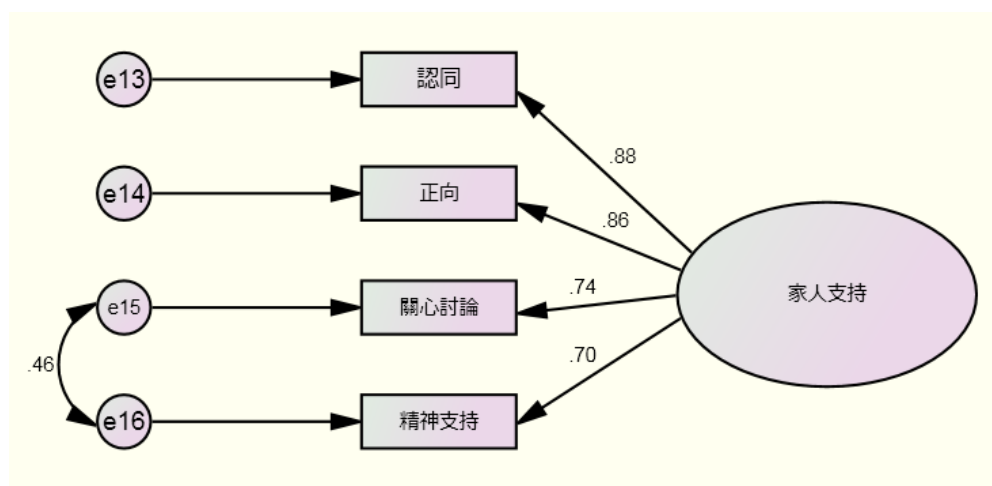 e13
認同
.88
e14
正向
.86
e15
關心討論
.74
家人支持
.46
.70
e16
精神支持